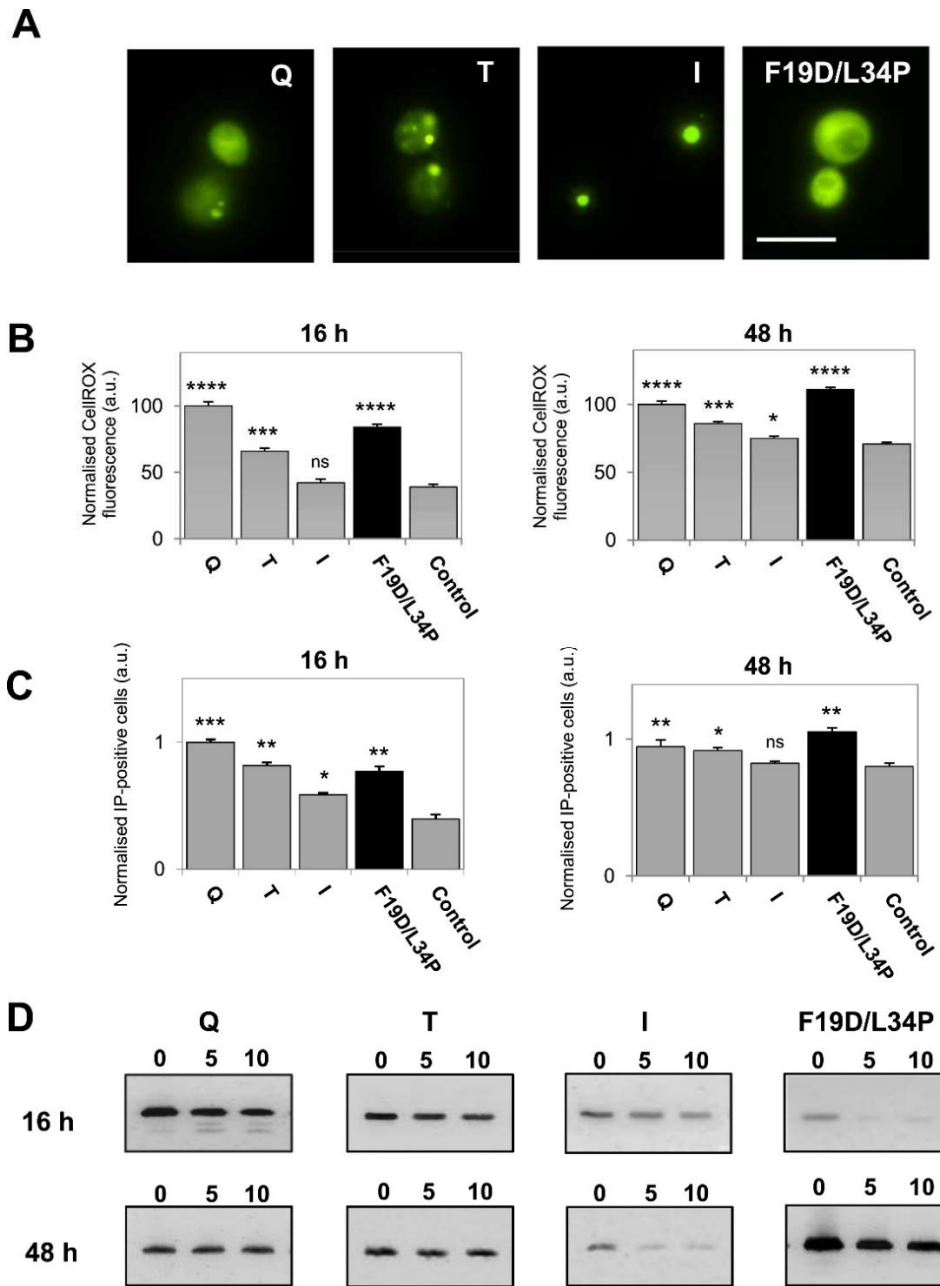 A
Q T I F19D/L34P
B
16 h 48 h
Normalised CellROX
fluorescence (a.u.)
100
50
0
**** *** ns ****
Q T I F19D/L34P Control
Normalised CellROX
fluorescence (a.u.)
100
50
0
**** *** * ****
Q T I F19D/L34P Control
C
16 h 48 h
Normalised IP-positive cells (a.u.)
1
0
*** ** * **
Q T I F19D/L34P Control
Normalised IP-positive cells (a.u.)
1
0
** * ns **
Q T I F19D/L34P Control
D
Q T I F19D/L34P
0 5 10 0 5 10 0 5 10 0 5 10
16 h
0 5 10 0 5 10 0 5 10 0 5 10
48 h